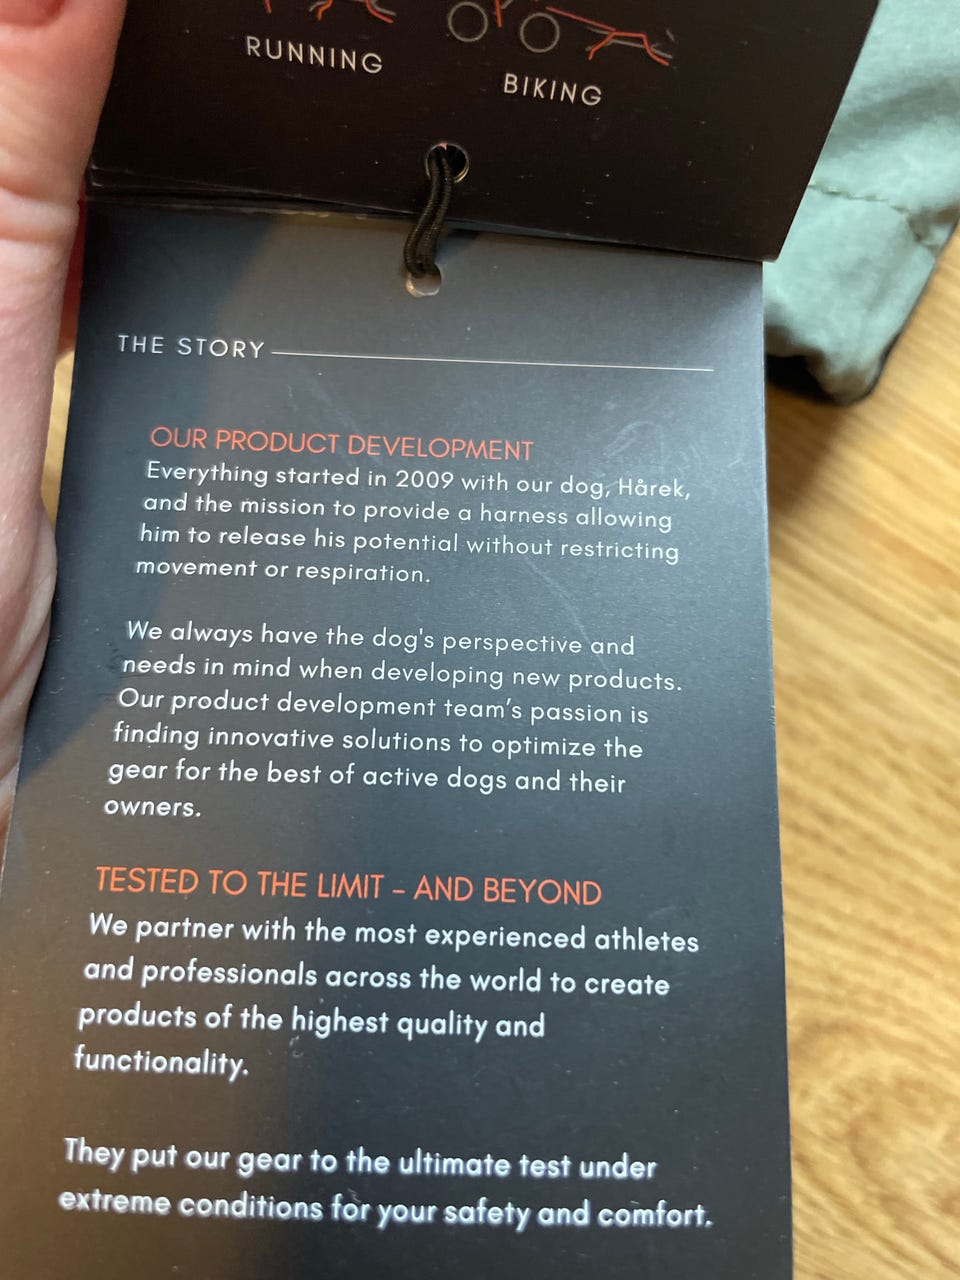 RUNNING
BIKING
THE STORY
OUR PRODUCT DEVELOPMENT
Everything started in 2009 with our dog, Hårek,
and the mission to provide a harness allowing
him to release his potential without restricting
movement or respiration.
We always have the dog's perspective and
needs in mind when developing new products.
Our product development team's passion is
finding innovative solutions to optimize the
gear for the best of active dogs and their
owners.
TESTED TO THE LIMIT – AND BEYOND
We partner with the most experienced athletes
and professionals across the world to create
products of the highest quality and
functionality.
They put our gear to the ultimate test under
extreme conditions for your safety and comfort.